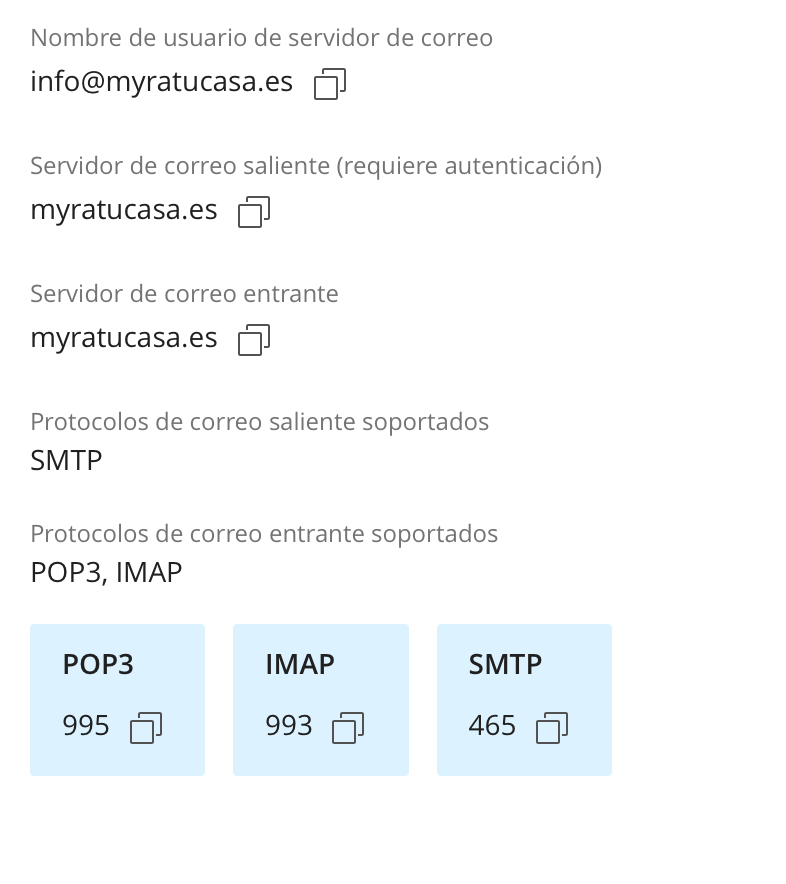 Nombre de usuario de servidor de correo
info@myratucasa.es
Servidor de correo saliente (requiere autenticación)
myratucasa.es
Servidor de correo entrante
myratucasa.es
Protocolos de correo saliente soportados
SMTP
Protocolos de correo entrante soportados
POP3, IMAP
POP3 IMAP SMTP
995 993 465